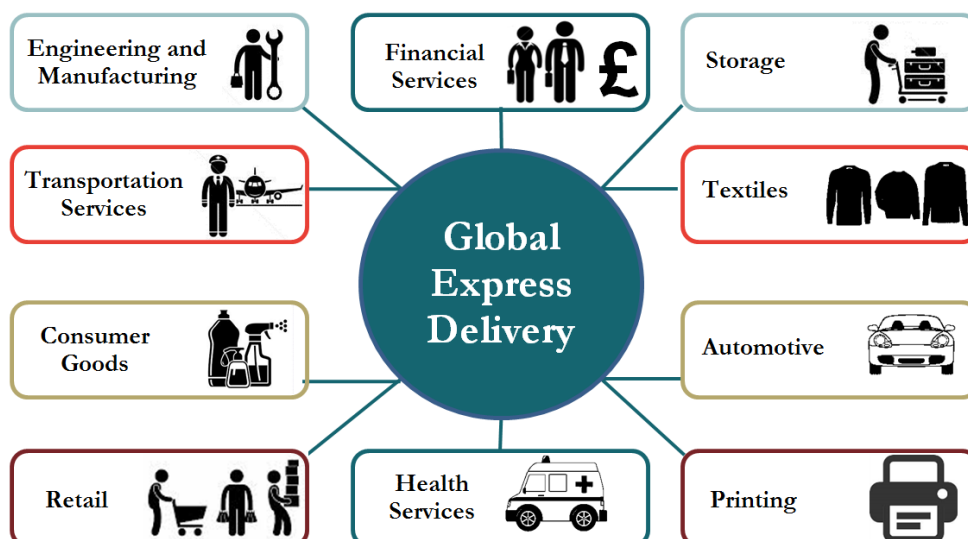 Engineering and
Manufacturing
Financial
Services
£
Storage
Transportation
Services
Textiles
Global
Express
Delivery
Consumer
Goods
Automotive
Retail
Health
Services
Printing